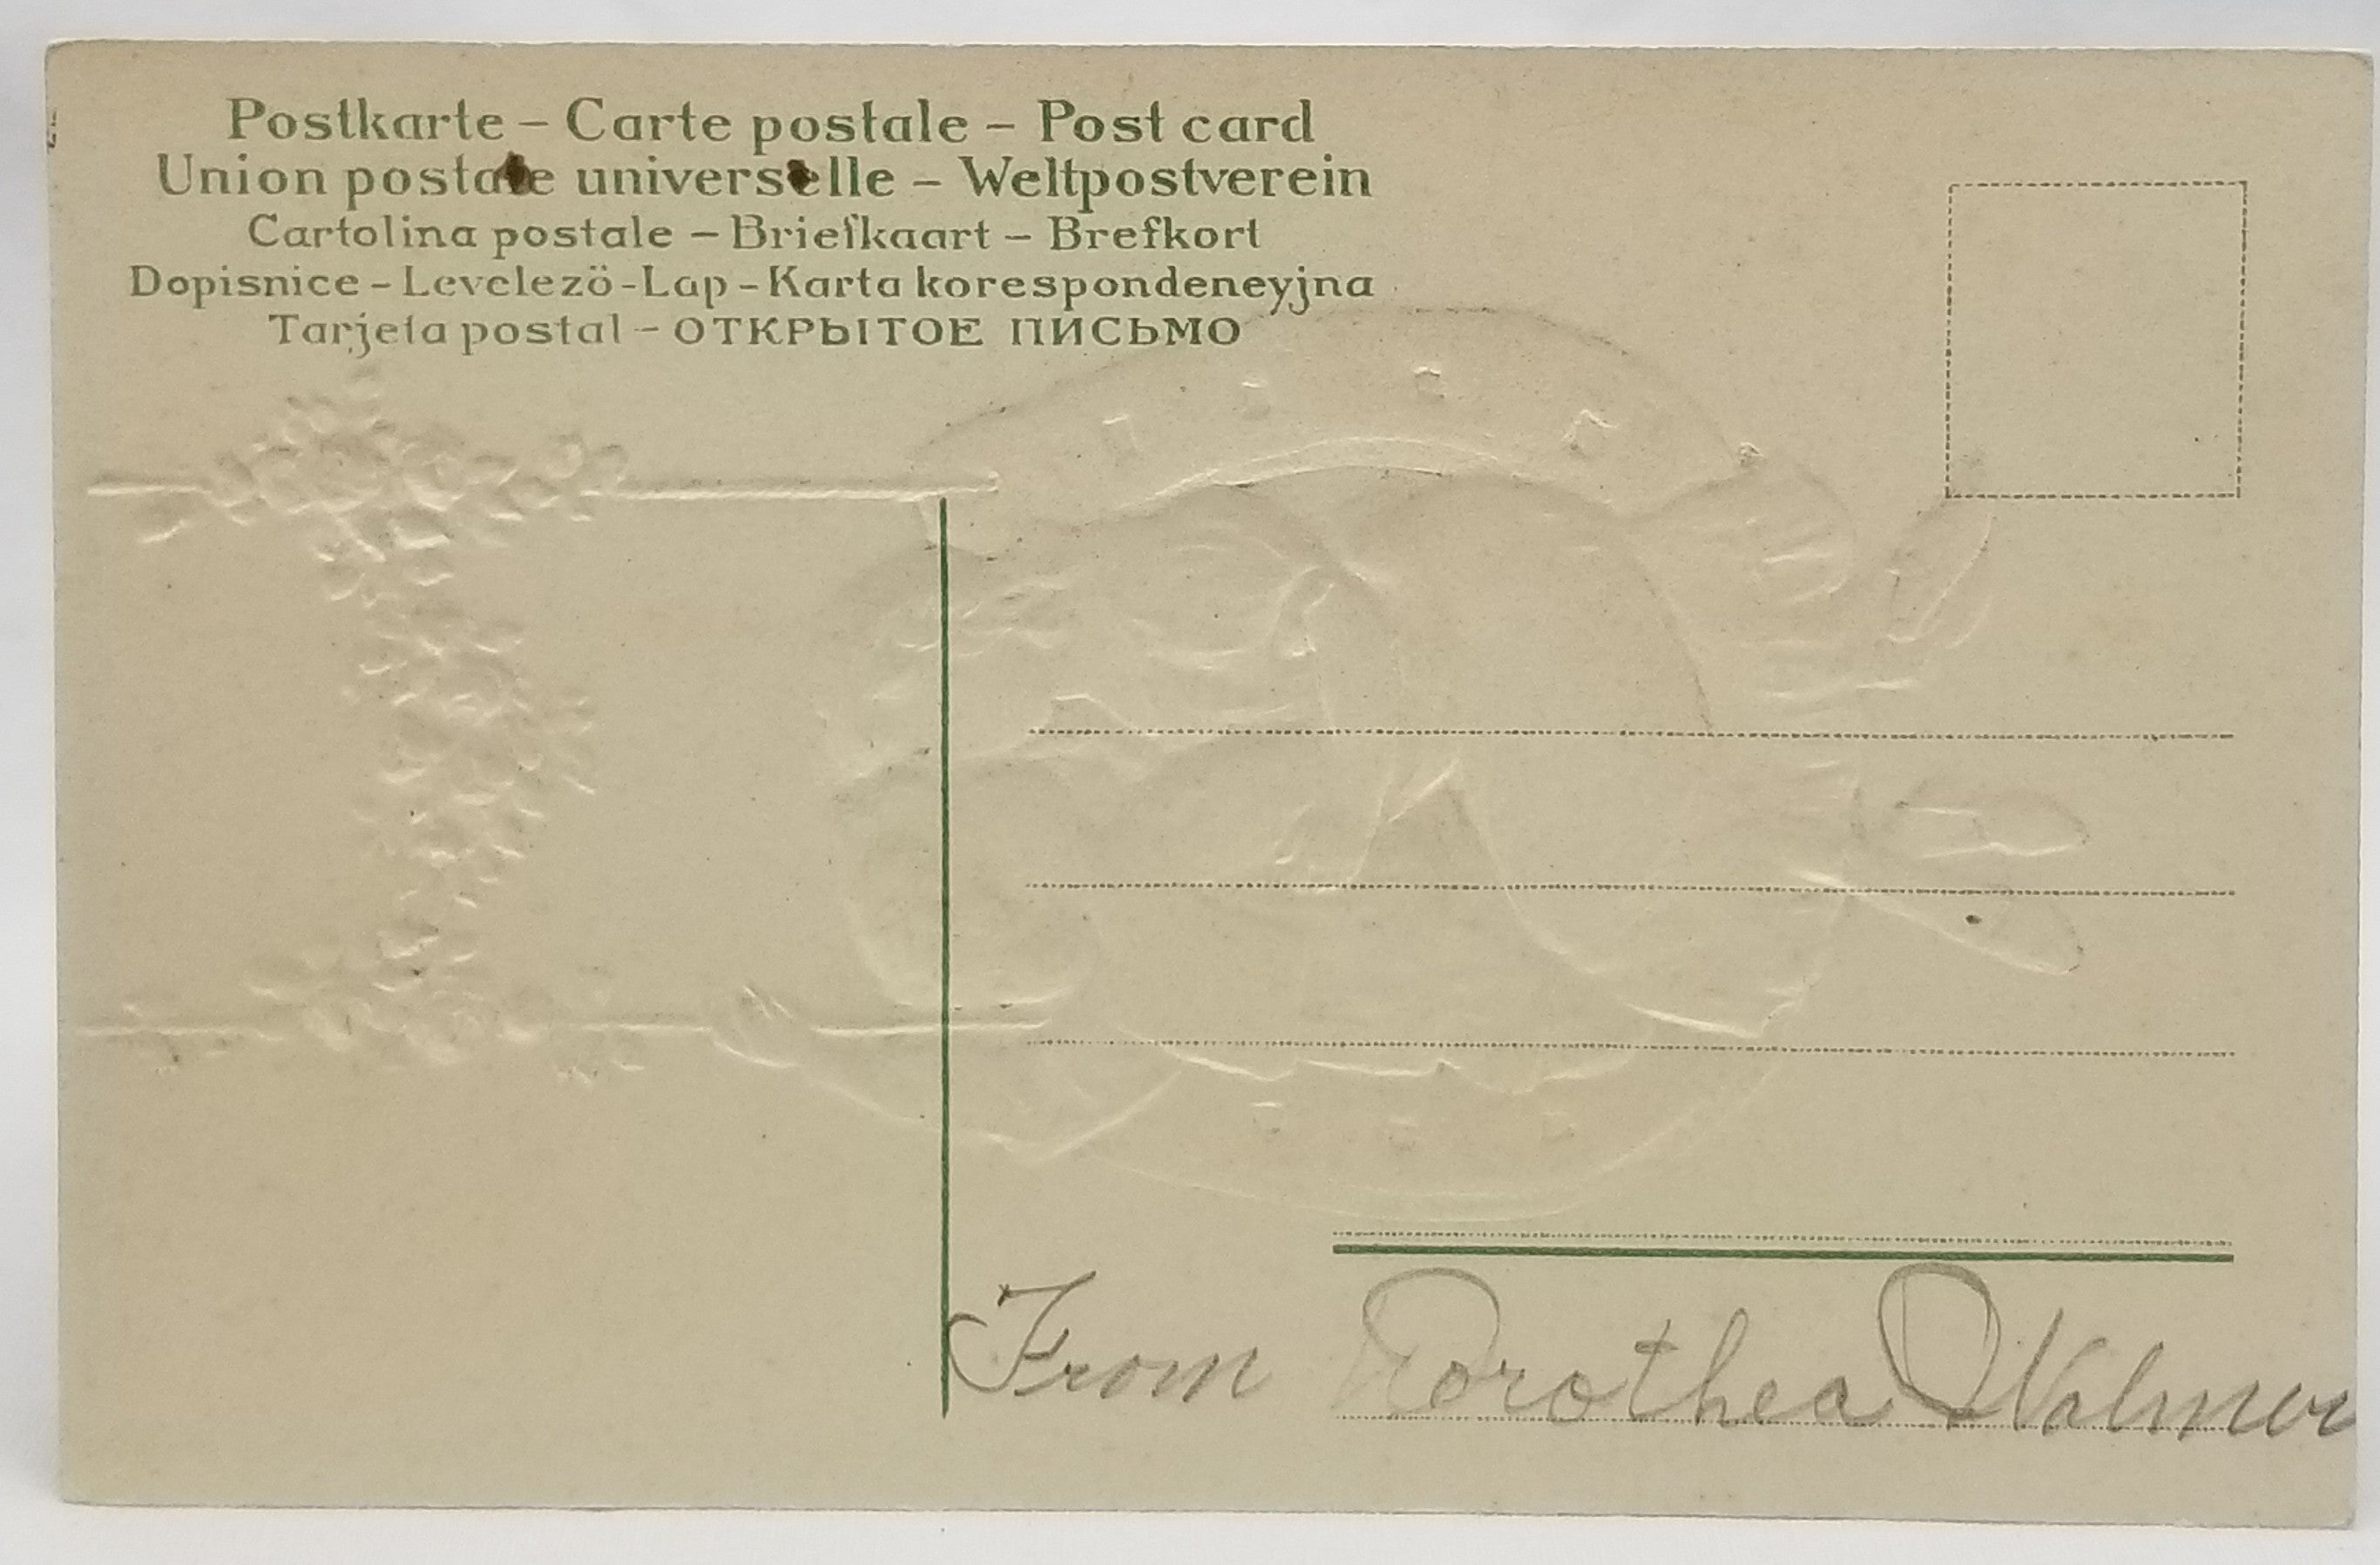 Postkarte – Carte postale – Post card
Union postale universelle – Weltpostverein
Cartolina postale – Briefkaart – Brefkort
Dopisnice – Levelezö-Lap – Karta korespondeneyjna
Tarjeta postal – ОТКРЫТОЕ ПИСЬМО
From Dorothea